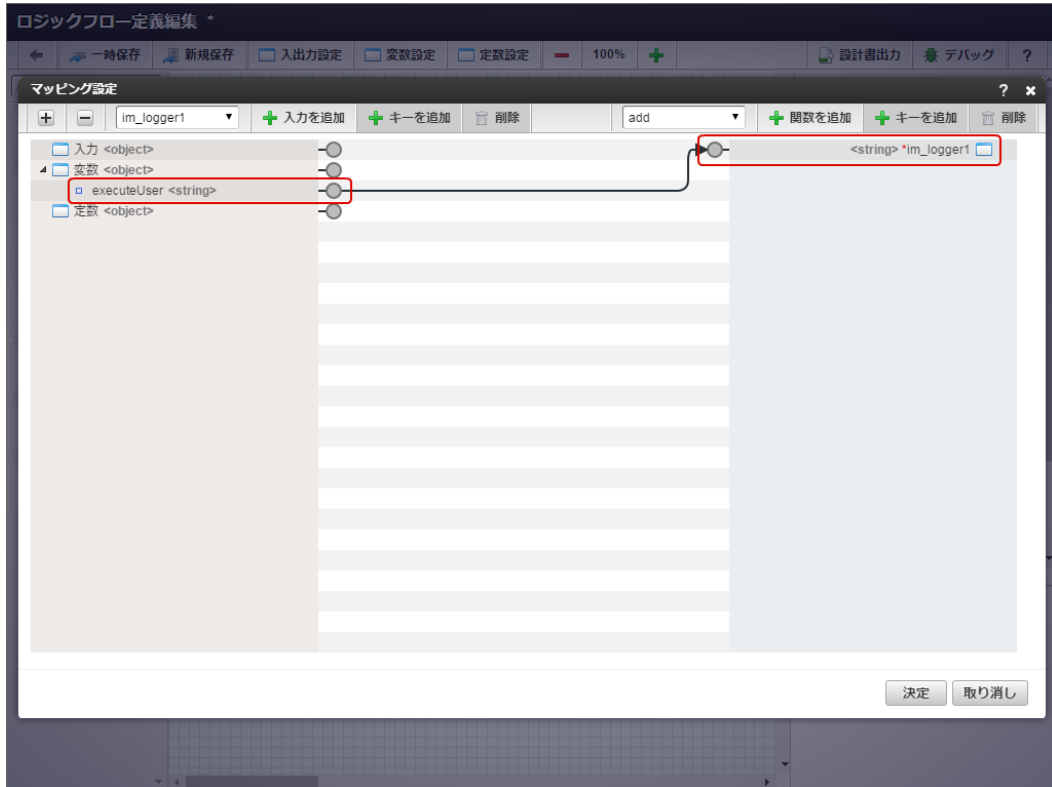 ロジックフロー定義編集 *
一時保存 新規保存 入出力設定 変数設定 定数設定 100% 設計書出力 デバッグ ?
マッピング設定 ?
im_logger1 入力を追加 キーを追加 削除 add 関数を追加 キーを追加 削除
入力 <object> <string> *im_logger1
変数 <object>
executeUser <string>
定数 <object>
決定 取り消し